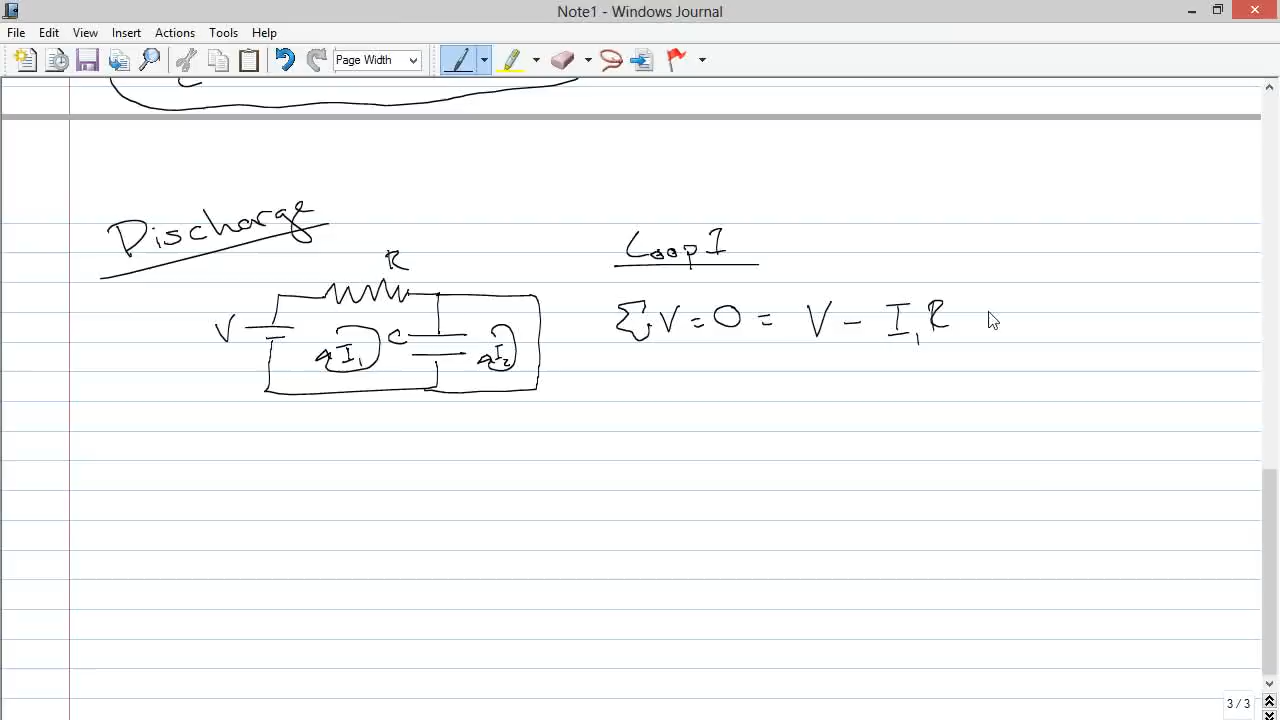 Note1 - Windows Journal
File Edit View Insert Actions Tools Help
Page Width
Discharge
Loop 1
R
V
I₁
C
I₂
Σ V = 0 = V - I₁R
3 / 3